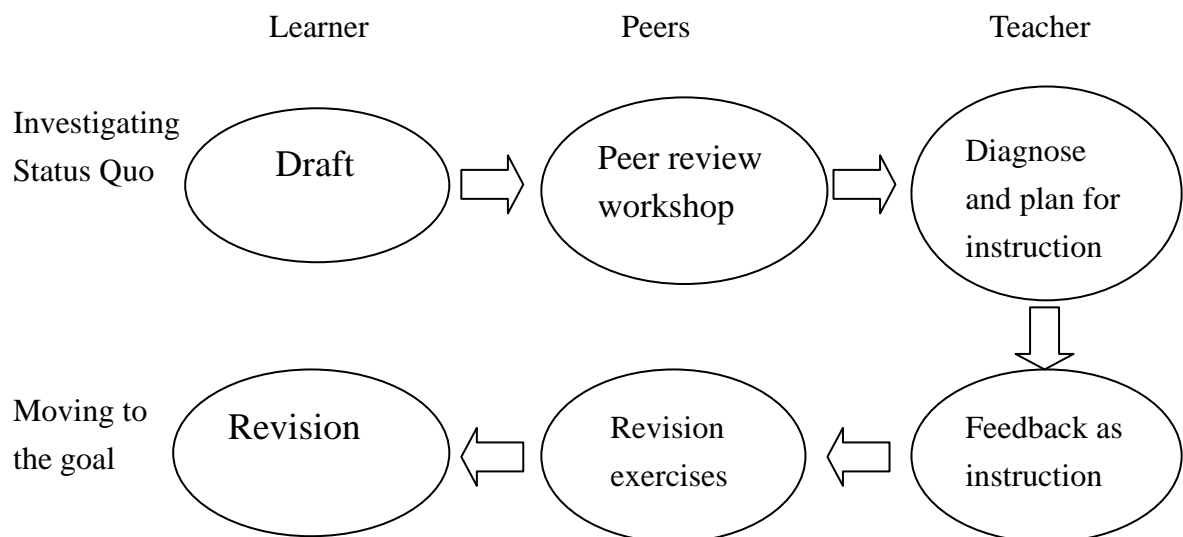 Learner
Peers
Teacher
Investigating
Status Quo
Draft
Peer review
workshop
Diagnose
and plan for
instruction
Moving to
the goal
Revision
Revision
exercises
Feedback as
instruction